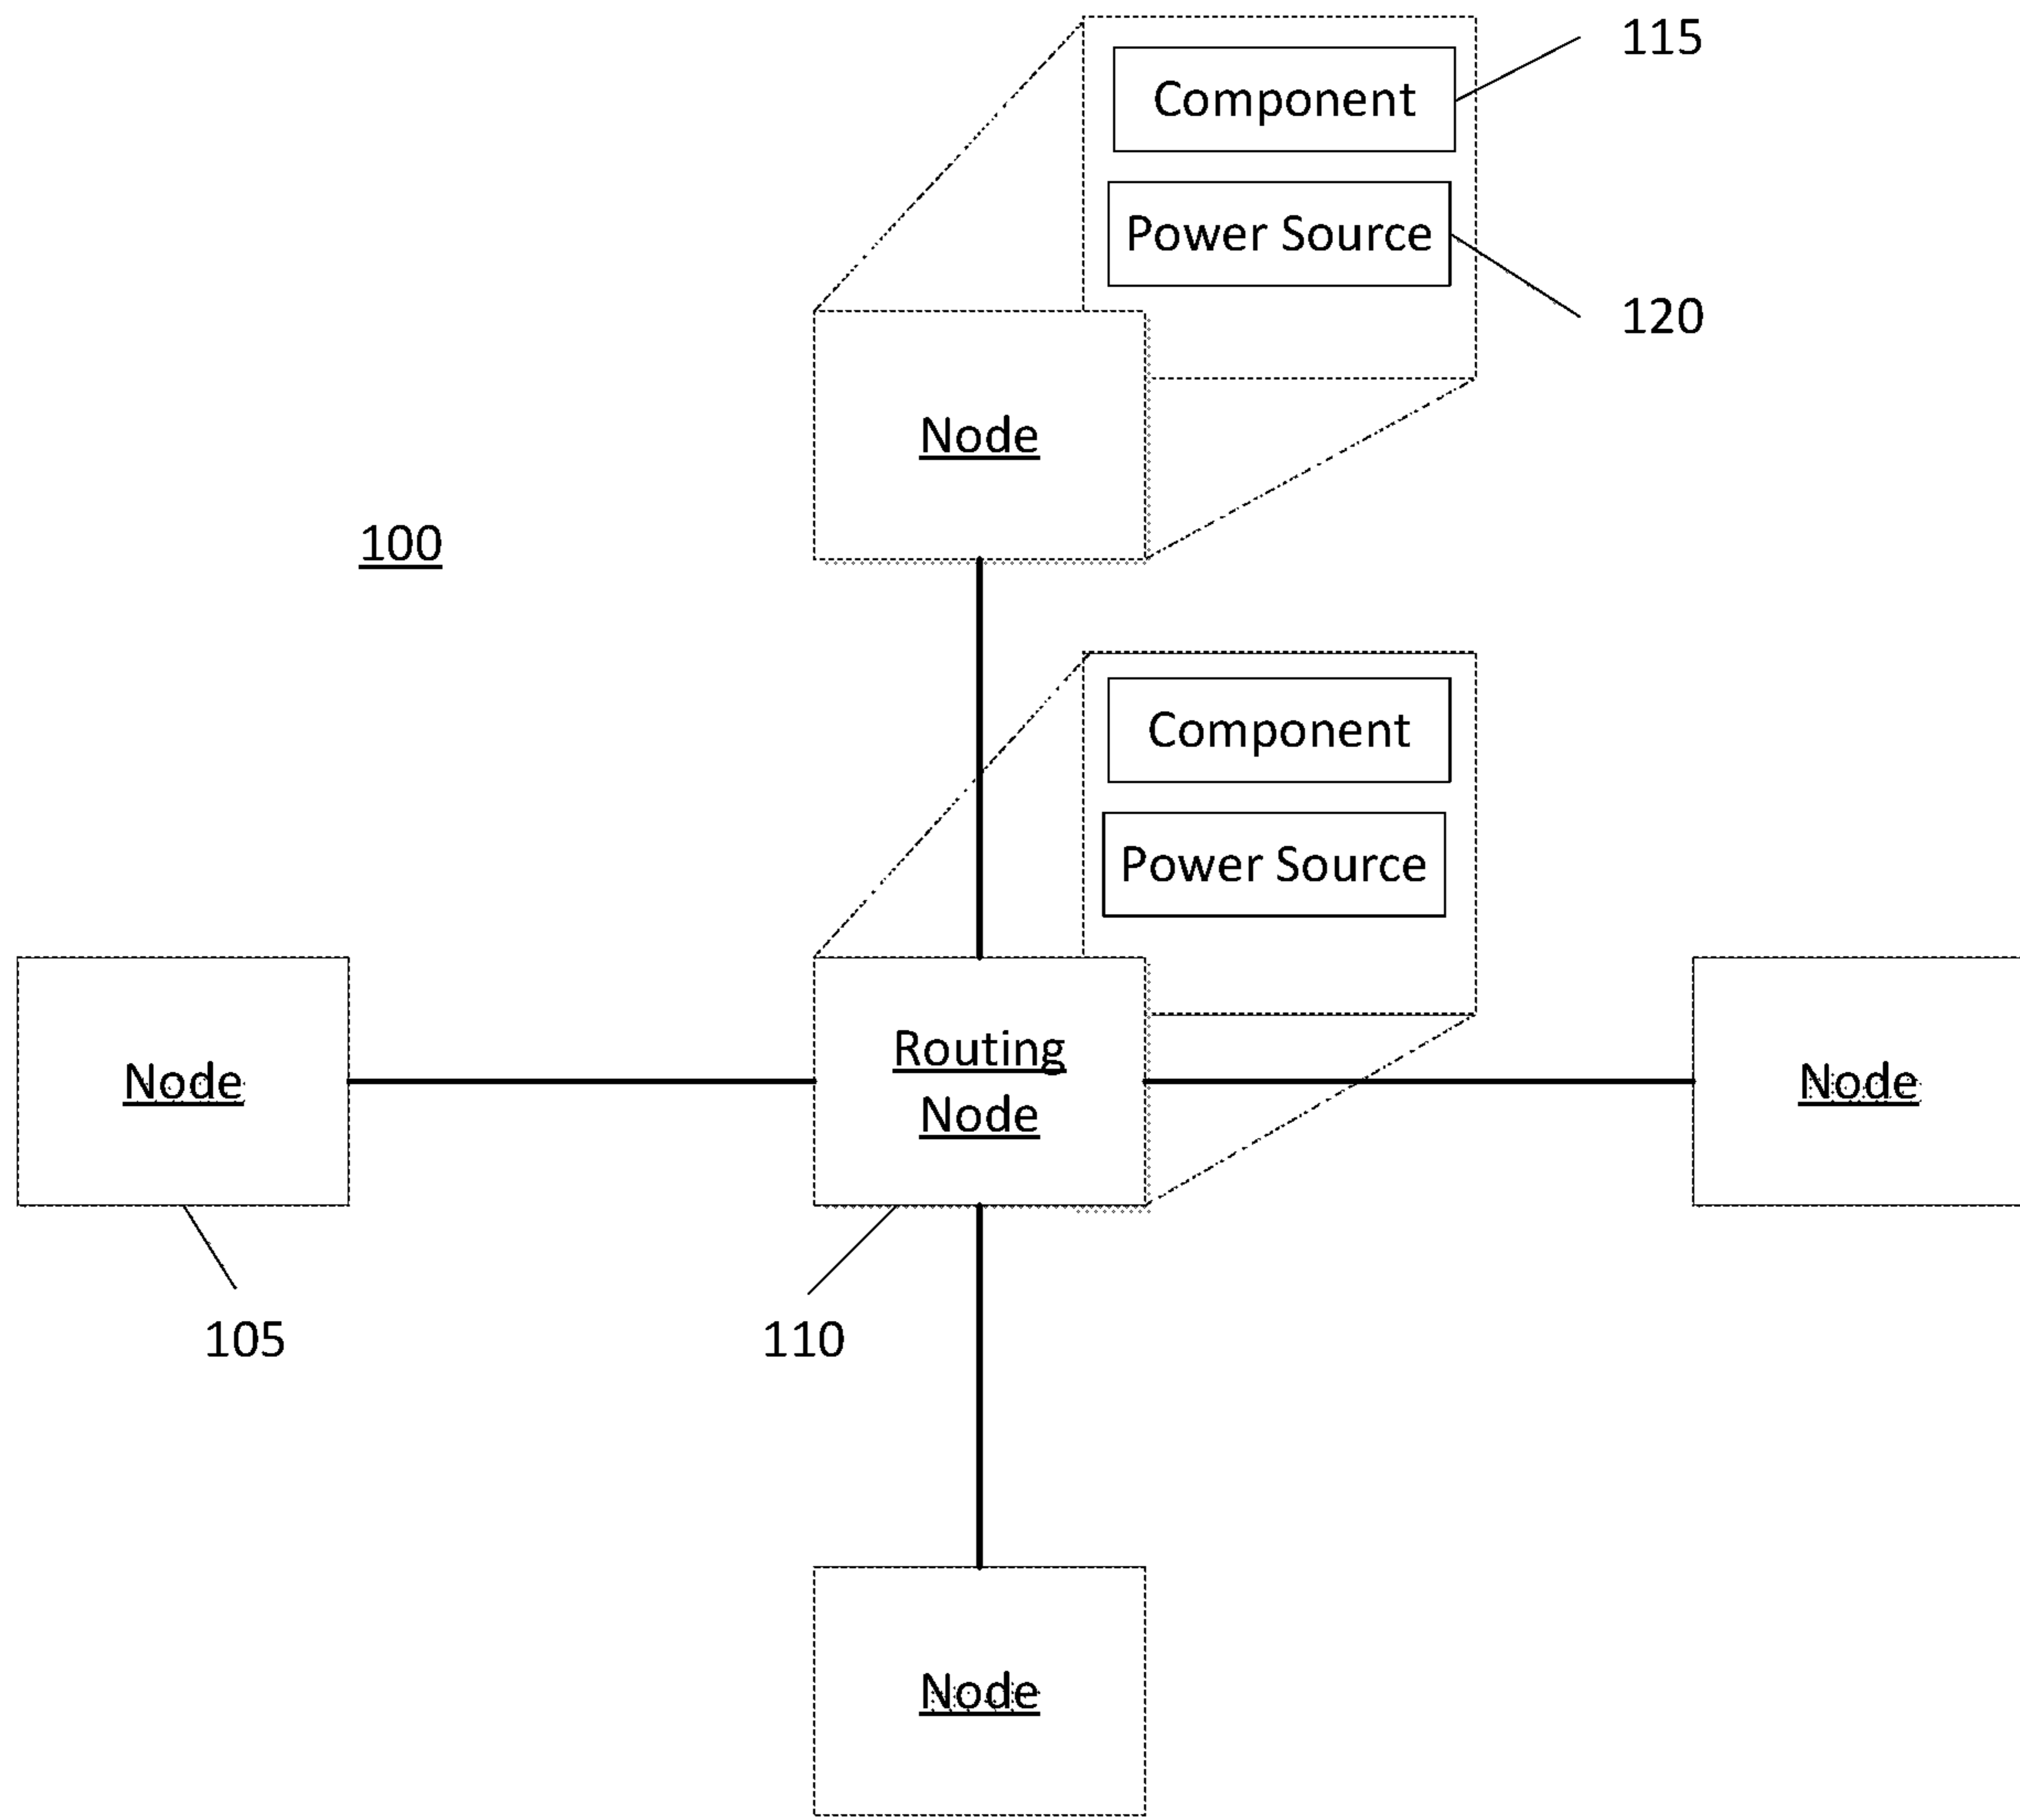 115
Component
Power Source
120
Node
100
Component
Power Source
Node
Routing
Node
Node
105
110
Node